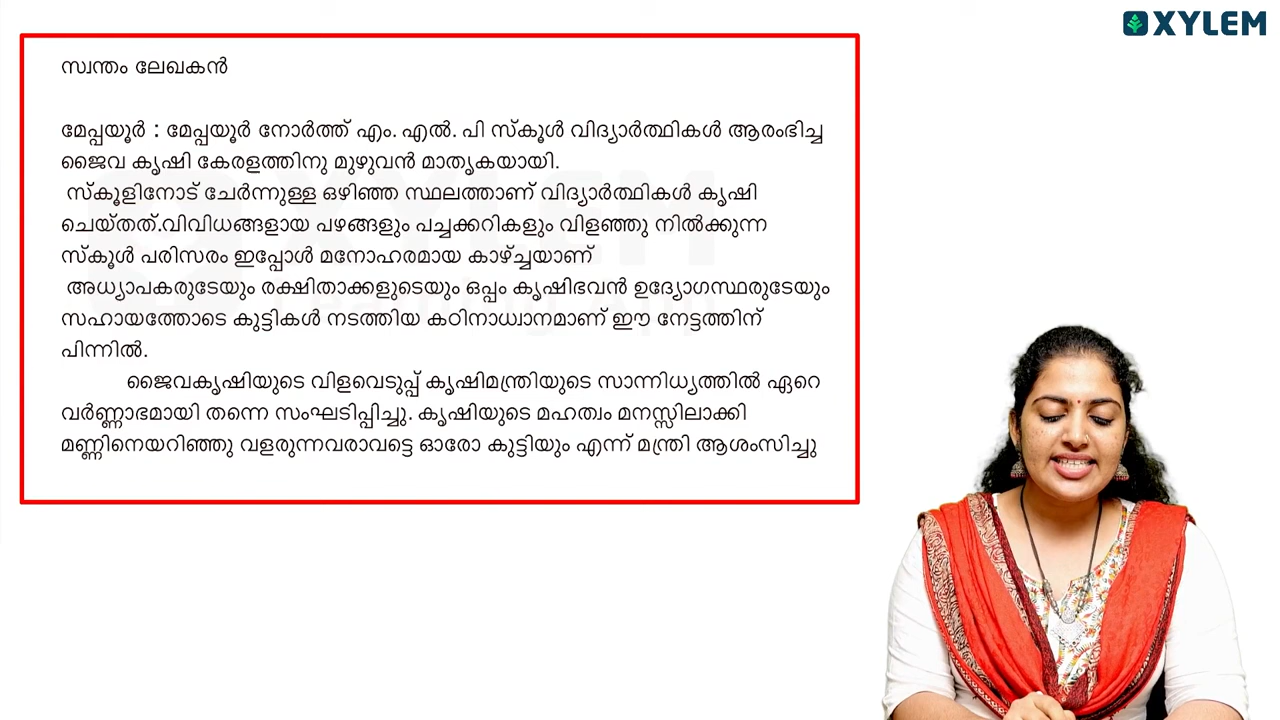 XYLEM
സ്വന്തം ലേഖകൻ
മേപ്പയൂർ : മേപ്പയൂർ നോർത്ത് എം. എൽ. പി സ്കൂൾ വിദ്യാർത്ഥികൾ ആരംഭിച്ച
ജൈവ കൃഷി കേരളത്തിനു മുഴുവൻ മാതൃകയായി.
സ്കൂളിനോട് ചേർന്നുള്ള ഒഴിഞ്ഞ സ്ഥലത്താണ് വിദ്യാർത്ഥികൾ കൃഷി
ചെയ്തത്.വിവിധങ്ങളായ പഴങ്ങളും പച്ചക്കറികളും വിളഞ്ഞു നിൽക്കുന്ന
സ്കൂൾ പരിസരം ഇപ്പോൾ മനോഹരമായ കാഴ്ച്ചയാണ്
അധ്യാപകരുടേയും രക്ഷിതാക്കളുടെയും ഒപ്പം കൃഷിഭവൻ ഉദ്യോഗസ്ഥരുടേയും
സഹായത്തോടെ കുട്ടികൾ നടത്തിയ കഠിനാധ്വാനമാണ് ഈ നേട്ടത്തിന്
പിന്നിൽ.
ജൈവകൃഷിയുടെ വിളവെടുപ്പ് കൃഷിമന്ത്രിയുടെ സാന്നിധ്യത്തിൽ ഏറെ
വർണ്ണാഭമായി തന്നെ സംഘടിപ്പിച്ചു. കൃഷിയുടെ മഹത്വം മനസ്സിലാക്കി
മണ്ണിനെയറിഞ്ഞു വളരുന്നവരാവട്ടെ ഓരോ കുട്ടിയും എന്ന് മന്ത്രി ആശംസിച്ചു